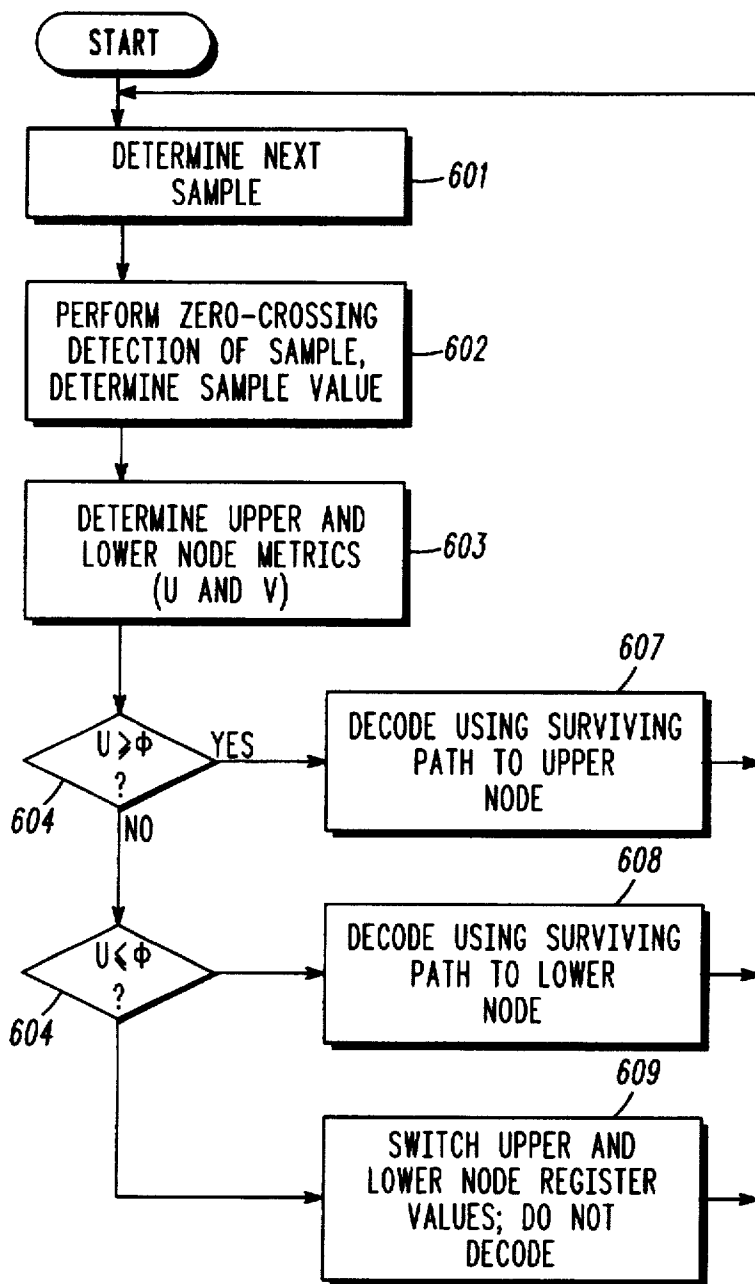 START
DETERMINE NEXT
SAMPLE
601
PERFORM ZERO-CROSSING
DETECTION OF SAMPLE,
DETERMINE SAMPLE VALUE
602
DETERMINE UPPER AND
LOWER NODE METRICS
(U AND V)
603
U ⩾ Φ
?
604
YES
NO
607
DECODE USING SURVIVING
PATH TO UPPER
NODE
U ⩽ Φ
?
604
608
DECODE USING SURVIVING
PATH TO LOWER
NODE
609
SWITCH UPPER AND
LOWER NODE REGISTER
VALUES; DO NOT
DECODE